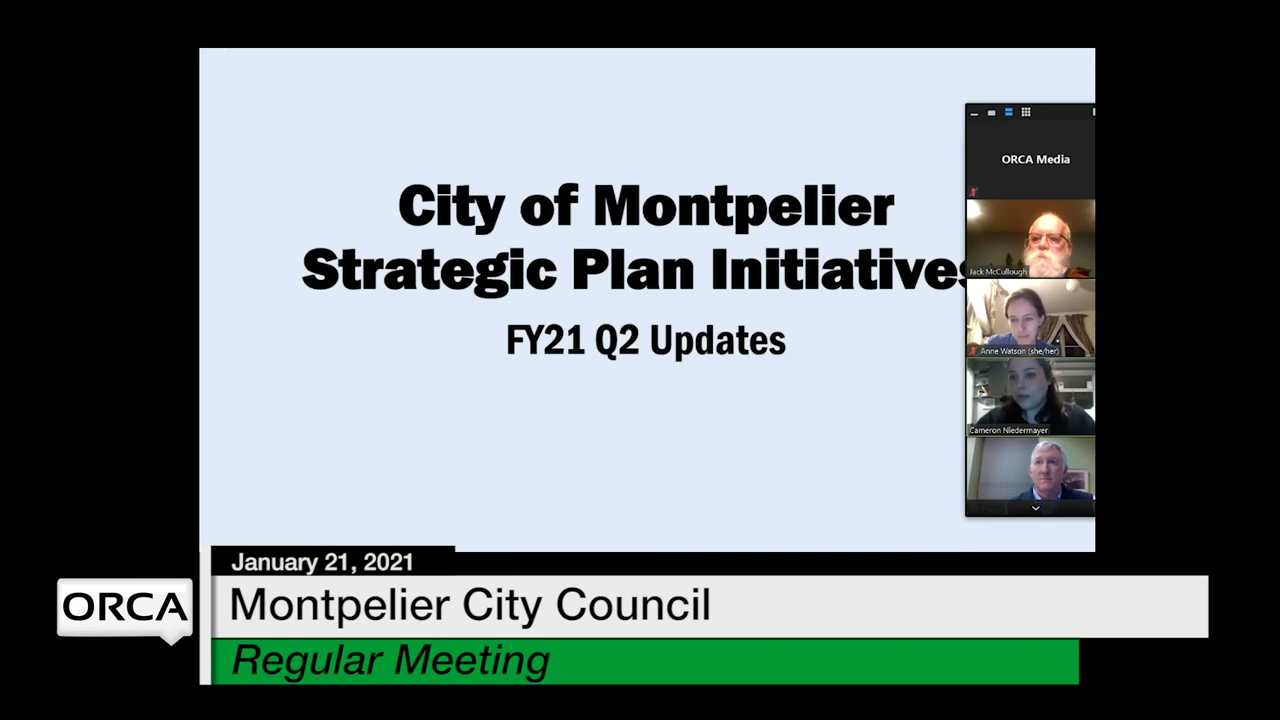 City of Montpelier
Strategic Plan Initiatives
FY21 Q2 Updates
ORCA Media
Jack McCullough
Anne Watson (she/her)
Cameron Niedermayer
January 21, 2021
ORCA
Montpelier City Council
Regular Meeting